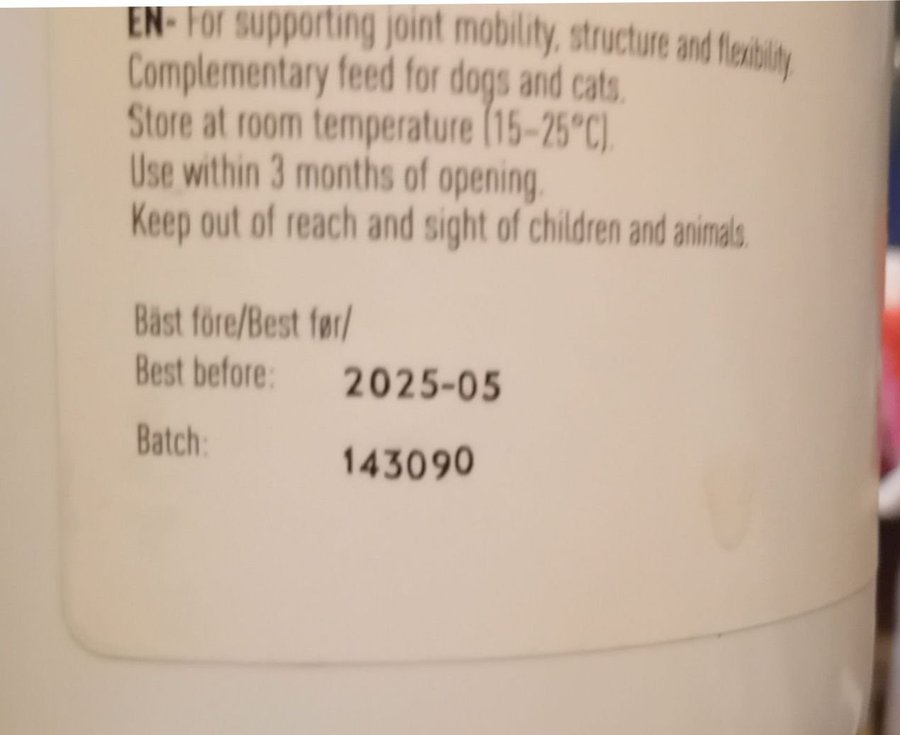 EN- For supporting joint mobility, structure and flexibility.
Complementary feed for dogs and cats.
Store at room temperature (15–25°C).
Use within 3 months of opening.
Keep out of reach and sight of children and animals.
Bäst före/Best før/
Best before: 2025-05
Batch: 143090